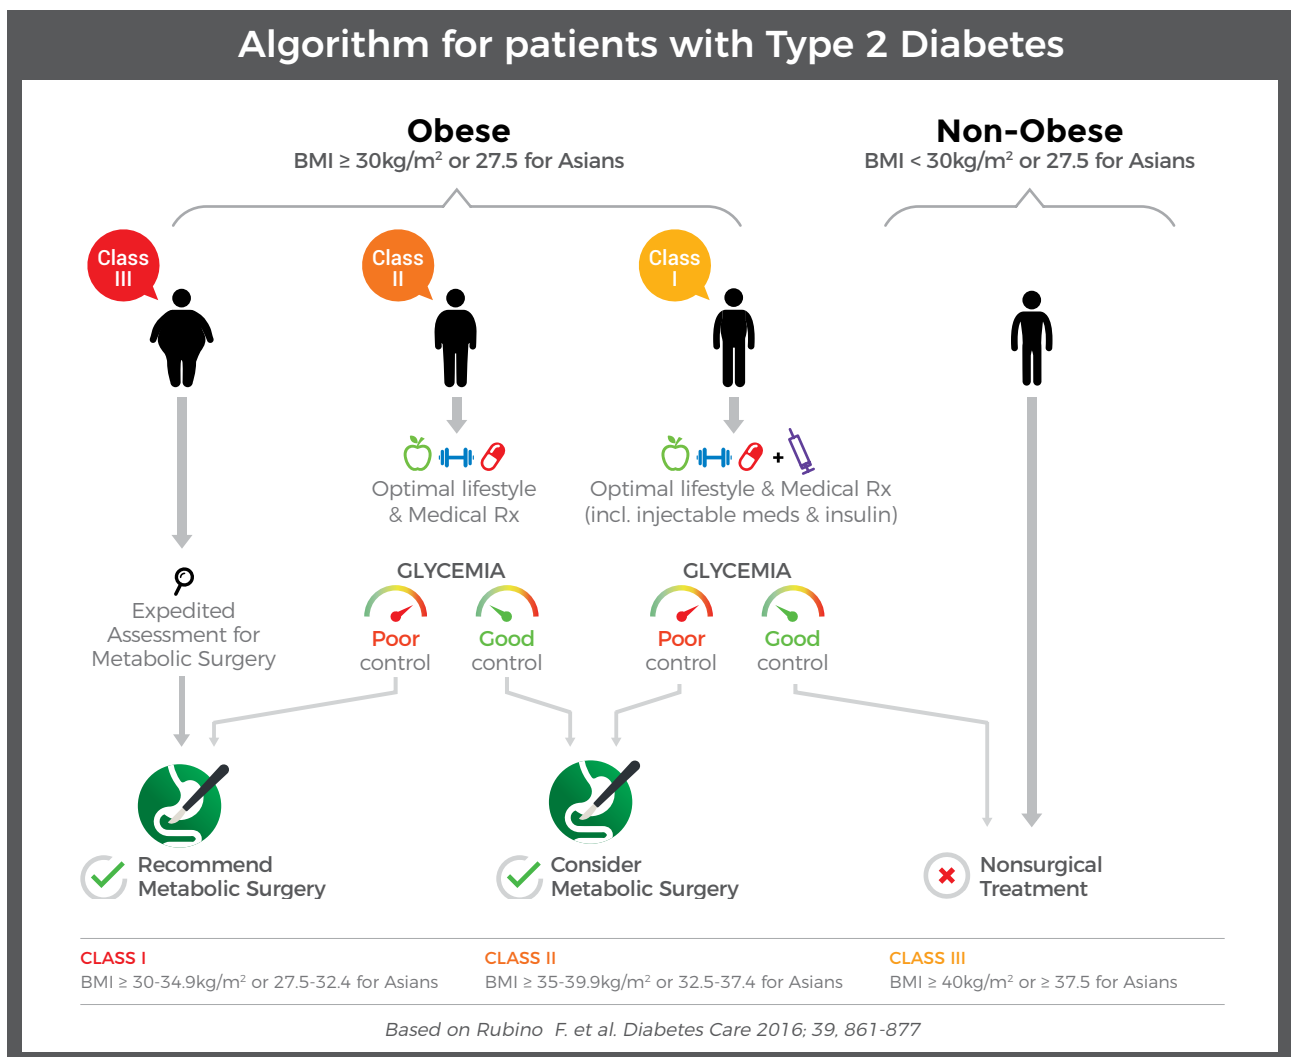 Algorithm for patients with Type 2 Diabetes
Obese
BMI ≥ 30kg/m² or 27.5 for Asians
Non-Obese
BMI < 30kg/m² or 27.5 for Asians
Class
III
Class
II
Class
I
Optimal lifestyle
& Medical Rx
+
Optimal lifestyle & Medical Rx
(incl. injectable meds & insulin)
Expedited
Assessment for
Metabolic Surgery
GLYCEMIA
Poor
control
Good
control
GLYCEMIA
Poor
control
Good
control
Recommend
Metabolic Surgery
Consider
Metabolic Surgery
Nonsurgical
Treatment
CLASS I
BMI ≥ 30-34.9kg/m² or 27.5-32.4 for Asians
CLASS II
BMI ≥ 35-39.9kg/m² or 32.5-37.4 for Asians
CLASS III
BMI ≥ 40kg/m² or ≥ 37.5 for Asians
Based on Rubino F. et al. Diabetes Care 2016; 39, 861-877